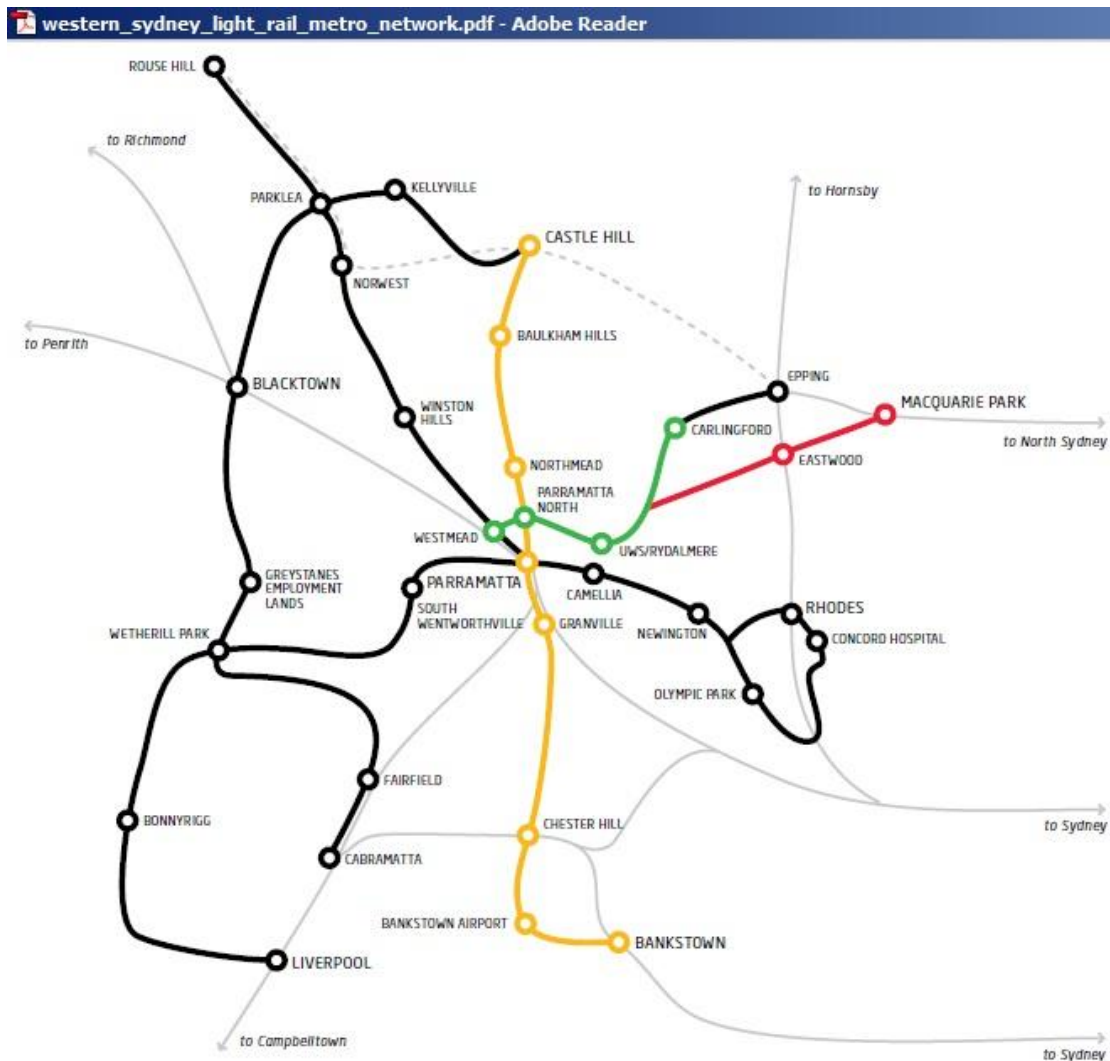 western_sydney_light_rail_metro_network.pdf - Adobe Reader
ROUSE HILL
to Richmond
KELLYVILLE
PARKLEA
to Hornsby
CASTLE HILL
NORWEST
BAULKHAM HILLS
to Penrith
BLACKTOWN
EPPING
MACQUARIE PARK
WINSTON
HILLS
CARLINGFORD
to North Sydney
EASTWOOD
NORTHMEAD
PARRAMATTA
NORTH
WESTMEAD
UWS/RYDALMERE
GREYSTANES
EMPLOYMENT
LANDS
PARRAMATTA
CAMELLIA
SOUTH
WENTWORTHVILLE
GRANVILLE
NEWINGTON
RHODES
WETHERILL PARK
CONCORD HOSPITAL
OLYMPIC PARK
FAIRFIELD
BONNYRIGG
CHESTER HILL
to Sydney
CABRAMATTA
BANKSTOWN AIRPORT
BANKSTOWN
LIVERPOOL
to Campbelltown
to Sydney